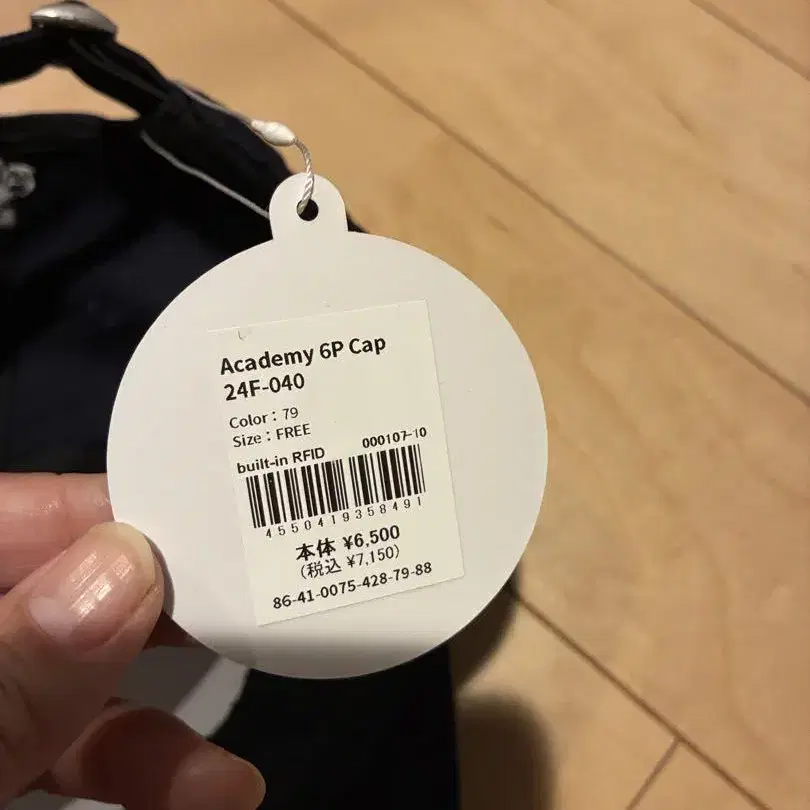 Academy 6P Cap
24F-040
Color：79
Size：FREE
built-in RFID 000107-10
4550419358491
本体 ¥6,500
(税込 ¥7,150)
86-41-0075-428-79-88